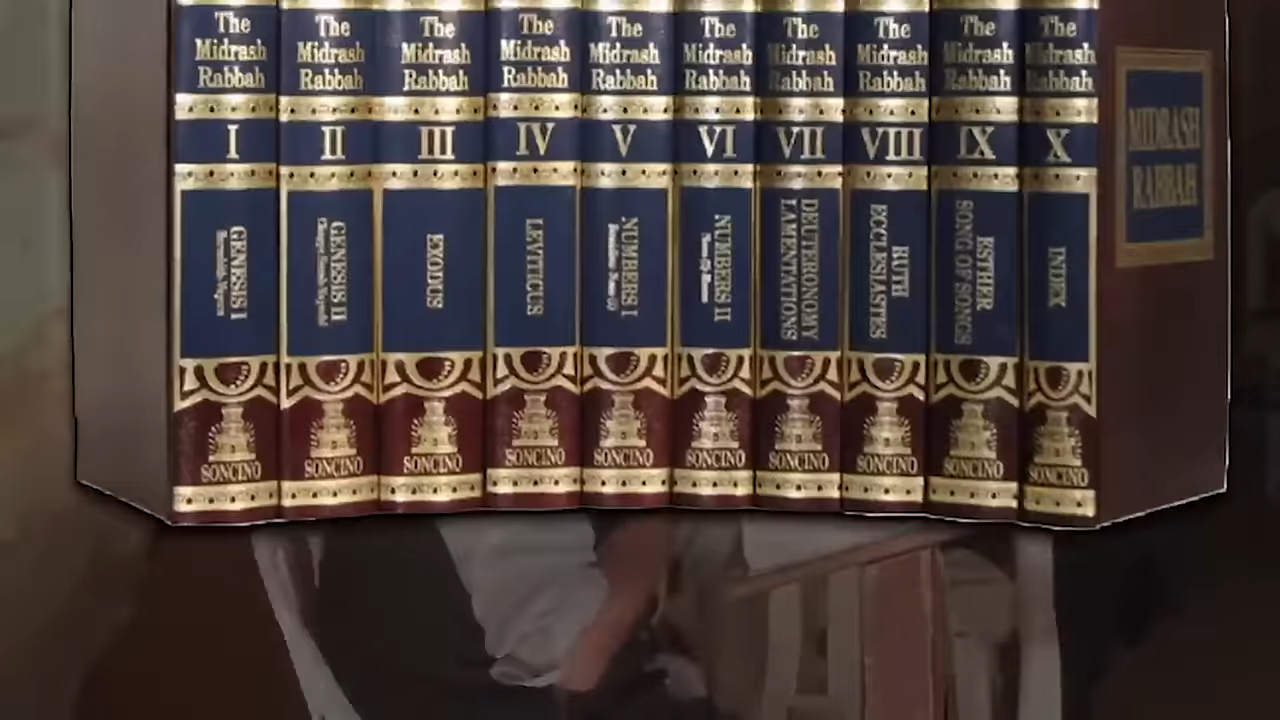 The
Midrash
Rabbah
I
GENESIS I
SONCINO
The
Midrash
Rabbah
II
GENESIS II
SONCINO
The
Midrash
Rabbah
III
EXODUS
SONCINO
The
Midrash
Rabbah
IV
LEVITICUS
SONCINO
The
Midrash
Rabbah
V
NUMBERS I
SONCINO
The
Midrash
Rabbah
VI
NUMBERS II
SONCINO
The
Midrash
Rabbah
VII
DEUTERONOMY
LAMENTATIONS
SONCINO
The
Midrash
Rabbah
VIII
RUTH
ECCLESIASTES
SONCINO
The
Midrash
Rabbah
IX
ESTHER
SONG OF SONGS
SONCINO
The
Midrash
Rabbah
X
INDEX
SONCINO
MIDRASH
RABBAH